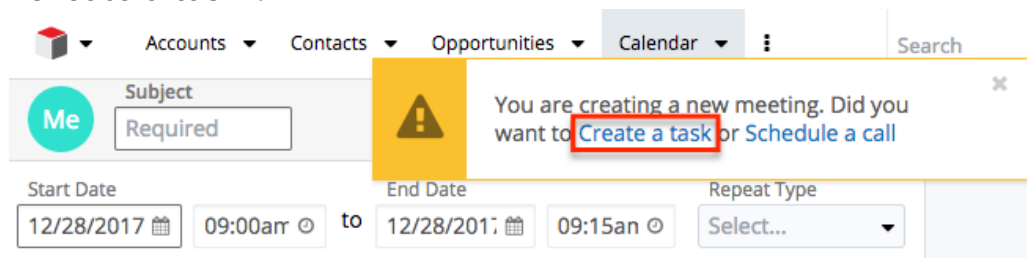 Accounts Contacts Opportunities Calendar Search
Me
Subject
Required
You are creating a new meeting. Did you
want to Create a task or Schedule a call
Start Date End Date Repeat Type
12/28/2017 09:00am to 12/28/2017 09:15am Select...